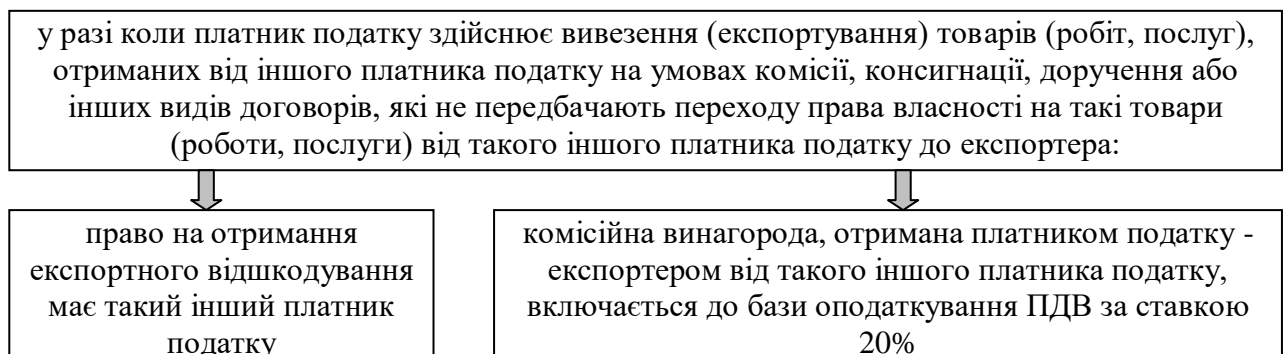 у разі коли платник податку здійснює вивезення (експортування) товарів (робіт, послуг),
отриманих від іншого платника податку на умовах комісії, консигнації, доручення або
інших видів договорів, які не передбачають переходу права власності на такі товари
(роботи, послуги) від такого іншого платника податку до експортера:
право на отримання
експортного відшкодування
має такий інший платник
податку
комісійна винагорода, отримана платником податку -
експортером від такого іншого платника податку,
включається до бази оподаткування ПДВ за ставкою
20%